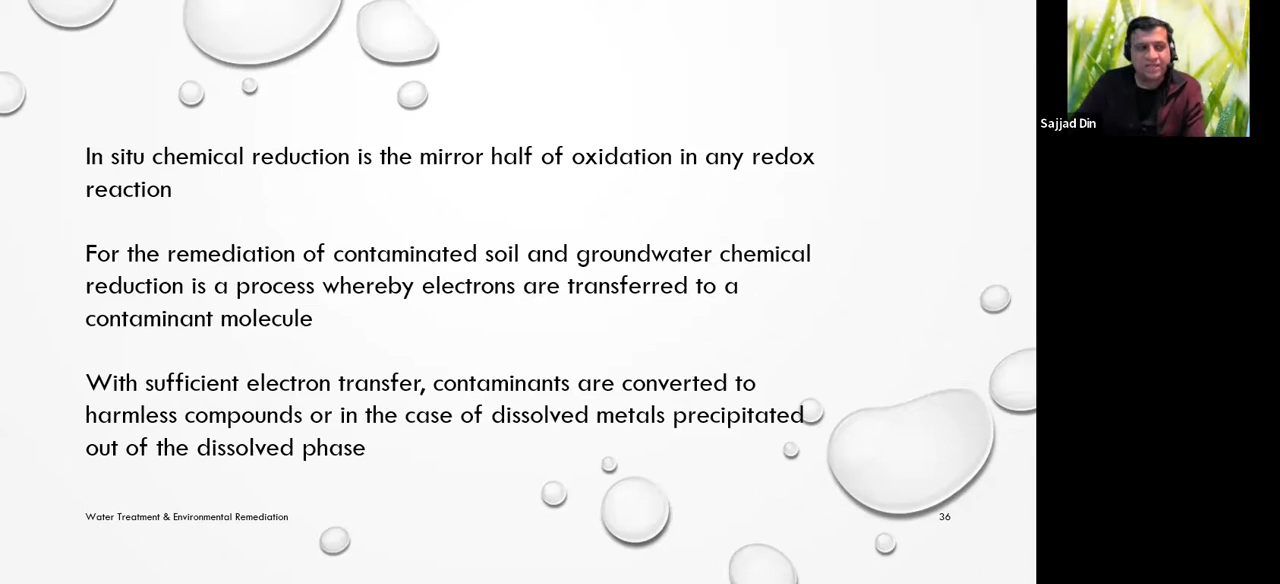 In situ chemical reduction is the mirror half of oxidation in any redox
reaction
For the remediation of contaminated soil and groundwater chemical
reduction is a process whereby electrons are transferred to a
contaminant molecule
With sufficient electron transfer, contaminants are converted to
harmless compounds or in the case of dissolved metals precipitated
out of the dissolved phase
Water Treatment & Environmental Remediation
36
Sajjad Din